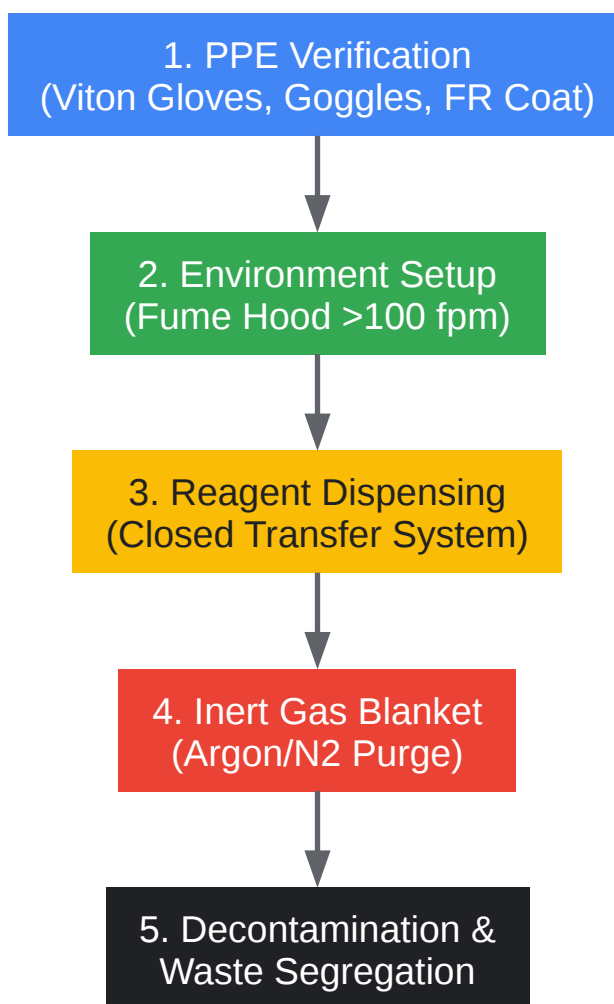 1. PPE Verification
(Viton Gloves, Goggles, FR Coat)
2. Environment Setup
(Fume Hood >100 fpm)
3. Reagent Dispensing
(Closed Transfer System)
4. Inert Gas Blanket
(Argon/N2 Purge)
5. Decontamination &
Waste Segregation